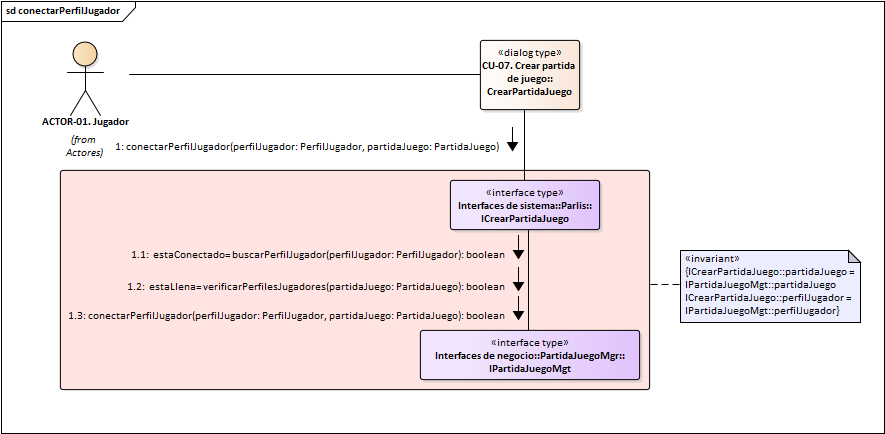 sd conectarPerfilJugador
«dialog type»
CU-07. Crear partida
de juego::
CrearPartidaJuego
ACTOR-01. Jugador
(from
Actores)
1: conectarPerfilJugador(perfilJugador: PerfilJugador, partidaJuego: PartidaJuego)
«interface type»
Interfaces de sistema::Parlis::
ICrearPartidaJuego
1.1: estaConectado= buscarPerfilJugador(perfilJugador: PerfilJugador): boolean
1.2: estaLlena= verificarPerfilesJugadores(partidaJuego: PartidaJuego): boolean
1.3: conectarPerfilJugador(perfilJugador: PerfilJugador, partidaJuego: PartidaJuego): boolean
«invariant»
{ICrearPartidaJuego::partidaJuego =
IPartidaJuegoMgt::partidaJuego
ICrearPartidaJuego::perfilJugador =
IPartidaJuegoMgt::perfilJugador}
«interface type»
Interfaces de negocio::PartidaJuegoMgr::
IPartidaJuegoMgt